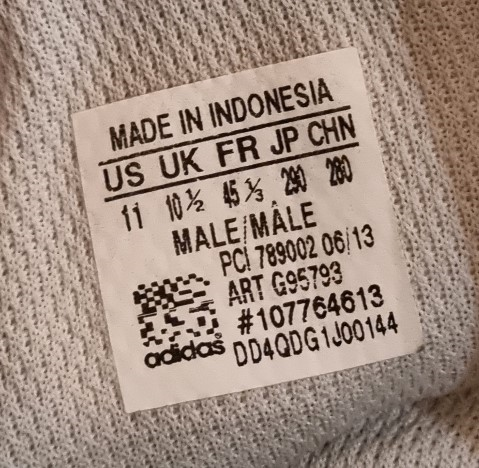 MADE IN INDONESIA
US UK FR JP CHN
11 10½ 45⅓ 290 280
MALE/MÂLE
PCI 789002 06/13
ART G95793
#107764613
adidas DD4QDG1J00144